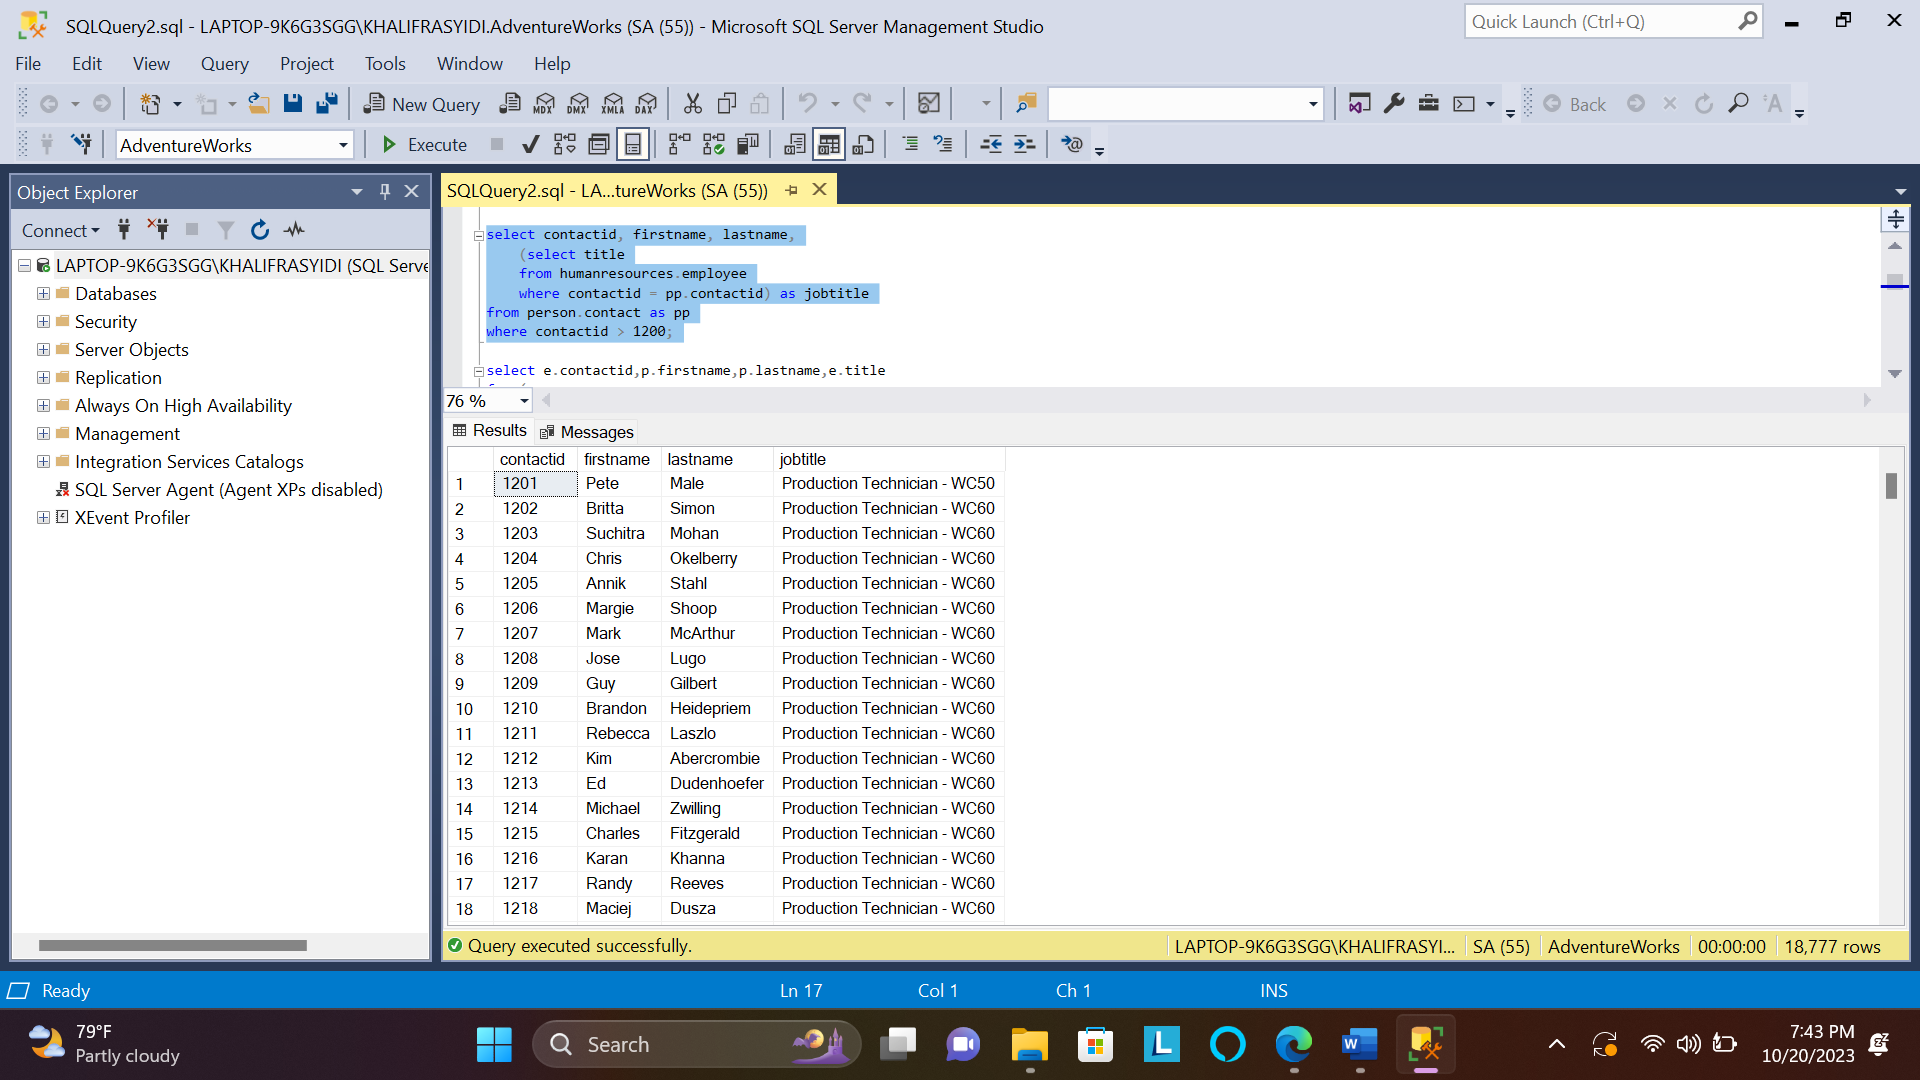 SQLQuery2.sql - LAPTOP-9K6G3SGG\KHALIFRASYIDI.AdventureWorks (SA (55)) - Microsoft SQL Server Management Studio
Quick Launch (Ctrl+Q)
File Edit View Query Project Tools Window Help
New Query MDX DMX XMLA DAX Back
AdventureWorks Execute
Object Explorer
Connect
LAPTOP-9K6G3SGG\KHALIFRASYIDI (SQL Serve
Databases
Security
Server Objects
Replication
Always On High Availability
Management
Integration Services Catalogs
SQL Server Agent (Agent XPs disabled)
XEvent Profiler
SQLQuery2.sql - LA...tureWorks (SA (55))
select contactid, firstname, lastname,
(select title
from humanresources.employee
where contactid = pp.contactid) as jobtitle
from person.contact as pp
where contactid > 1200;
select e.contactid,p.firstname,p.lastname,e.title
76 %
Results Messages
contactid firstname lastname jobtitle
1 1201 Pete Male Production Technician - WC50
2 1202 Britta Simon Production Technician - WC60
3 1203 Suchitra Mohan Production Technician - WC60
4 1204 Chris Okelberry Production Technician - WC60
5 1205 Annik Stahl Production Technician - WC60
6 1206 Margie Shoop Production Technician - WC60
7 1207 Mark McArthur Production Technician - WC60
8 1208 Jose Lugo Production Technician - WC60
9 1209 Guy Gilbert Production Technician - WC60
10 1210 Brandon Heidepriem Production Technician - WC60
11 1211 Rebecca Laszlo Production Technician - WC60
12 1212 Kim Abercrombie Production Technician - WC60
13 1213 Ed Dudenhoefer Production Technician - WC60
14 1214 Michael Zwilling Production Technician - WC60
15 1215 Charles Fitzgerald Production Technician - WC60
16 1216 Karan Khanna Production Technician - WC60
17 1217 Randy Reeves Production Technician - WC60
18 1218 Maciej Dusza Production Technician - WC60
Query executed successfully. LAPTOP-9K6G3SGG\KHALIFRASYI... SA (55) AdventureWorks 00:00:00 18,777 rows
Ready Ln 17 Col 1 Ch 1 INS
79°F
Partly cloudy
Search
7:43 PM
10/20/2023